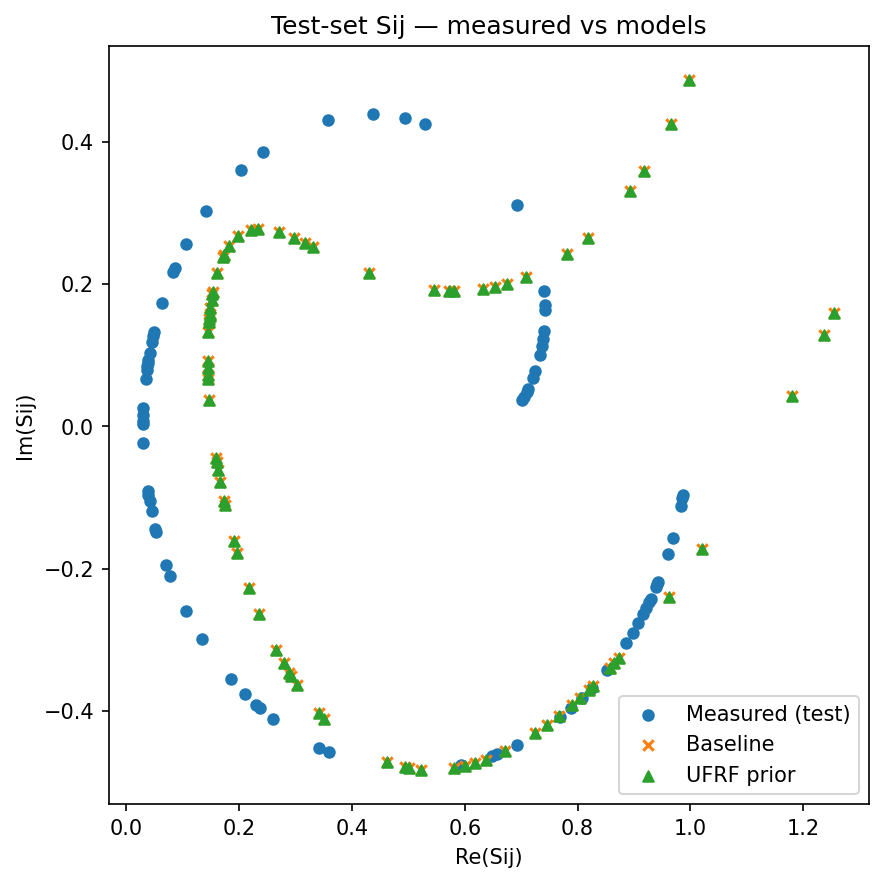 Test-set Sij — measured vs models
Im(Sij)
0.4
0.2
0.0
−0.2
−0.4
0.0 0.2 0.4 0.6 0.8 1.0 1.2
Re(Sij)
Measured (test)
Baseline
UFRF prior